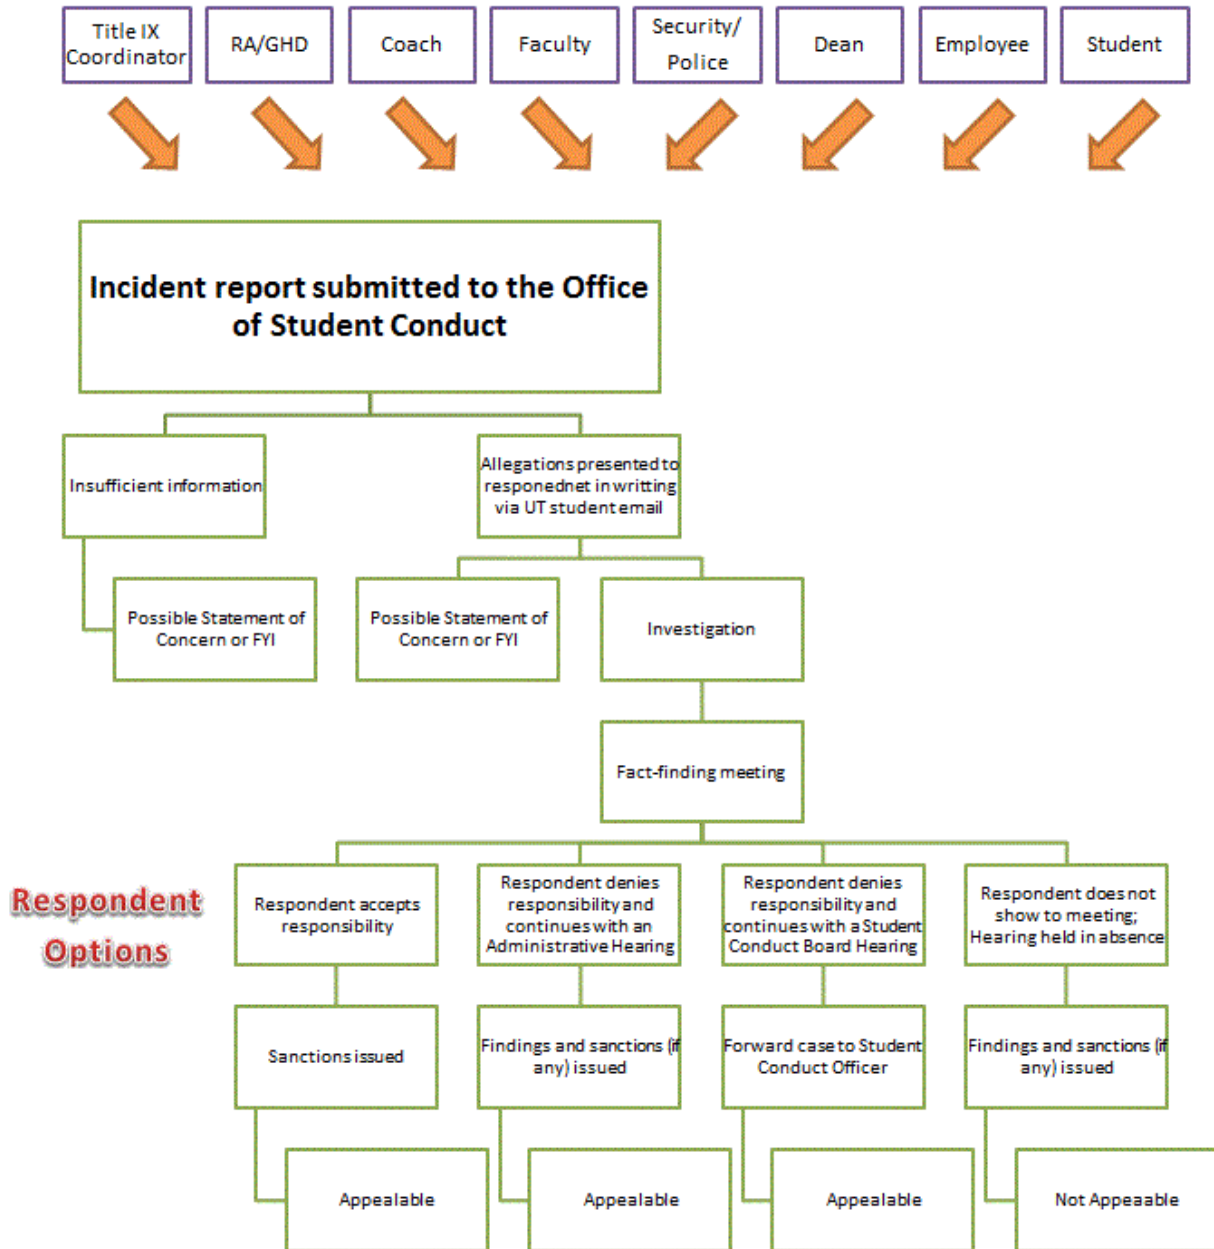 Title IX
Coordinator
RA/GHD
Coach
Faculty
Security/
Police
Dean
Employee
Student
Incident report submitted to the Office
of Student Conduct
Insufficient information
Allegations presented to
responednet in writting
via UT student email
Possible Statement of
Concern or FYI
Possible Statement of
Concern or FYI
Investigation
Fact-finding meeting
Respondent
Options
Respondent accepts
responsibility
Respondent denies
responsibility and
continues with an
Administrative Hearing
Respondent denies
responsibility and
continues with a Student
Conduct Board Hearing
Respondent does not
show to meeting;
Hearing held in absence
Sanctions issued
Findings and sanctions (if
any) issued
Forward case to Student
Conduct Officer
Findings and sanctions (if
any) issued
Appealable
Appealable
Appealable
Not Appeaable